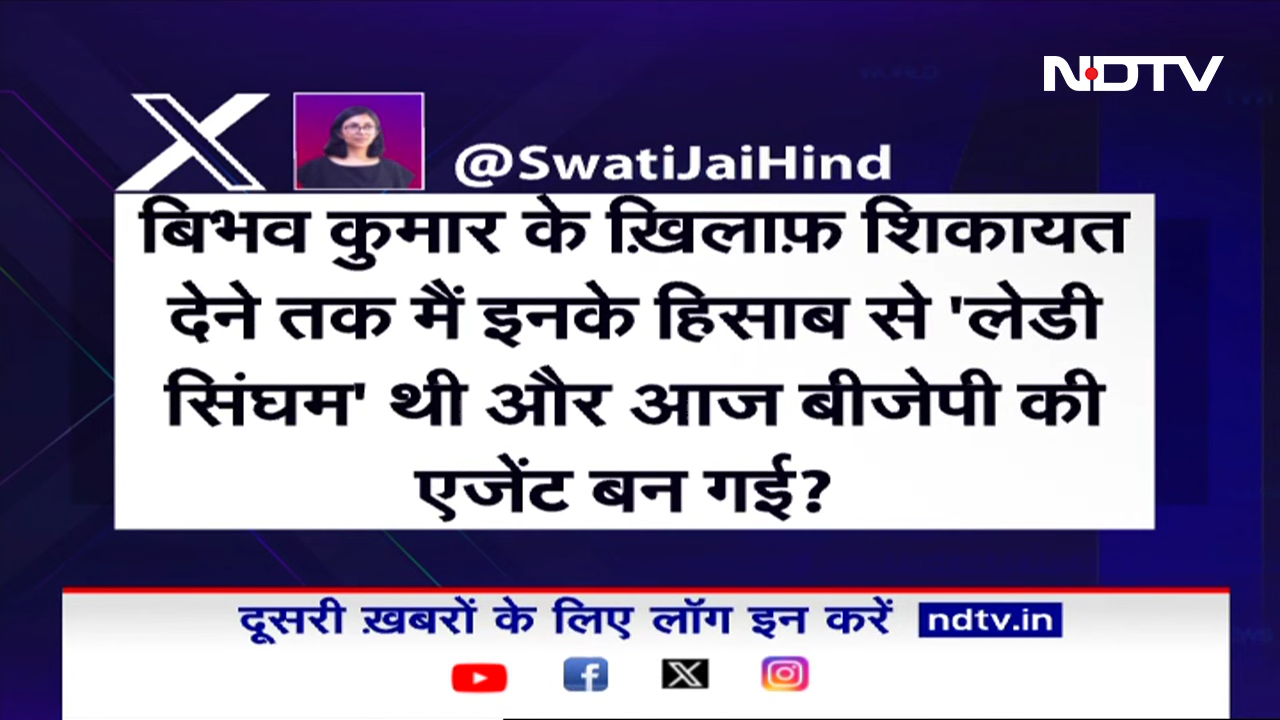 NDTV
@SwatiJaiHind
बिभव कुमार के ख़िलाफ़ शिकायत
देने तक मैं इनके हिसाब से 'लेडी
सिंघम' थी और आज बीजेपी की
एजेंट बन गई?
दूसरी ख़बरों के लिए लॉग इन करें ndtv.in